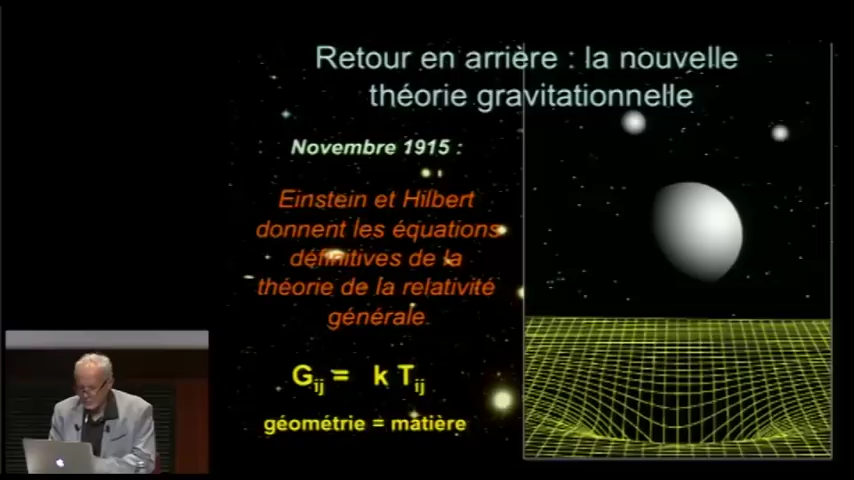 Retour en arrière : la nouvelle
théorie gravitationnelle
Novembre 1915 :
Einstein et Hilbert
donnent les équations
définitives de la
théorie de la relativité
générale
Gij = k Tij
géométrie = matière